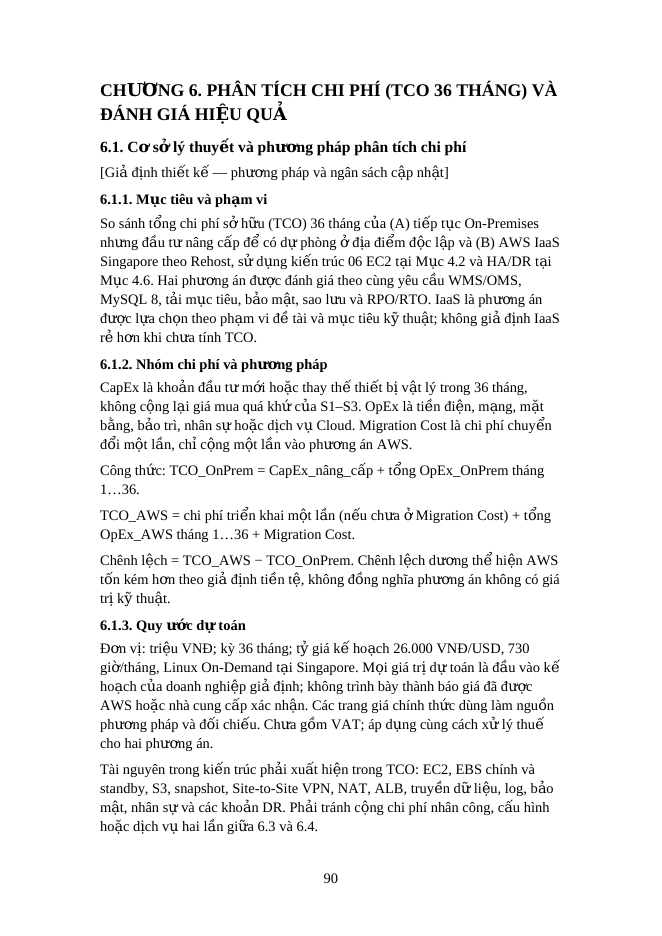 CHƯƠNG 6. PHÂN TÍCH CHI PHÍ (TCO 36 THÁNG) VÀ
ĐÁNH GIÁ HIỆU QUẢ
6.1. Cơ sở lý thuyết và phương pháp phân tích chi phí
[Giả định thiết kế — phương pháp và ngân sách cập nhật]
6.1.1. Mục tiêu và phạm vi
So sánh tổng chi phí sở hữu (TCO) 36 tháng của (A) tiếp tục On-Premises
nhưng đầu tư nâng cấp để có dự phòng ở địa điểm độc lập và (B) AWS IaaS
Singapore theo Rehost, sử dụng kiến trúc 06 EC2 tại Mục 4.2 và HA/DR tại
Mục 4.6. Hai phương án được đánh giá theo cùng yêu cầu WMS/OMS,
MySQL 8, tải mục tiêu, bảo mật, sao lưu và RPO/RTO. IaaS là phương án
được lựa chọn theo phạm vi đề tài và mục tiêu kỹ thuật; không giả định IaaS
rẻ hơn khi chưa tính TCO.
6.1.2. Nhóm chi phí và phương pháp
CapEx là khoản đầu tư mới hoặc thay thế thiết bị vật lý trong 36 tháng,
không cộng lại giá mua quá khứ của S1–S3. OpEx là tiền điện, mạng, mặt
bằng, bảo trì, nhân sự hoặc dịch vụ Cloud. Migration Cost là chi phí chuyển
đổi một lần, chỉ cộng một lần vào phương án AWS.
Công thức: TCO_OnPrem = CapEx_nâng_cấp + tổng OpEx_OnPrem tháng
1…36.
TCO_AWS = chi phí triển khai một lần (nếu chưa ở Migration Cost) + tổng
OpEx_AWS tháng 1…36 + Migration Cost.
Chênh lệch = TCO_AWS − TCO_OnPrem. Chênh lệch dương thể hiện AWS
tốn kém hơn theo giả định tiền tệ, không đồng nghĩa phương án không có giá
trị kỹ thuật.
6.1.3. Quy ước dự toán
Đơn vị: triệu VNĐ; kỳ 36 tháng; tỷ giá kế hoạch 26.000 VNĐ/USD, 730
giờ/tháng, Linux On-Demand tại Singapore. Mọi giá trị dự toán là đầu vào kế
hoạch của doanh nghiệp giả định; không trình bày thành báo giá đã được
AWS hoặc nhà cung cấp xác nhận. Các trang giá chính thức dùng làm nguồn
phương pháp và đối chiếu. Chưa gồm VAT; áp dụng cùng cách xử lý thuế
cho hai phương án.
Tài nguyên trong kiến trúc phải xuất hiện trong TCO: EC2, EBS chính và
standby, S3, snapshot, Site-to-Site VPN, NAT, ALB, truyền dữ liệu, log, bảo
mật, nhân sự và các khoản DR. Phải tránh cộng chi phí nhân công, cấu hình
hoặc dịch vụ hai lần giữa 6.3 và 6.4.
90